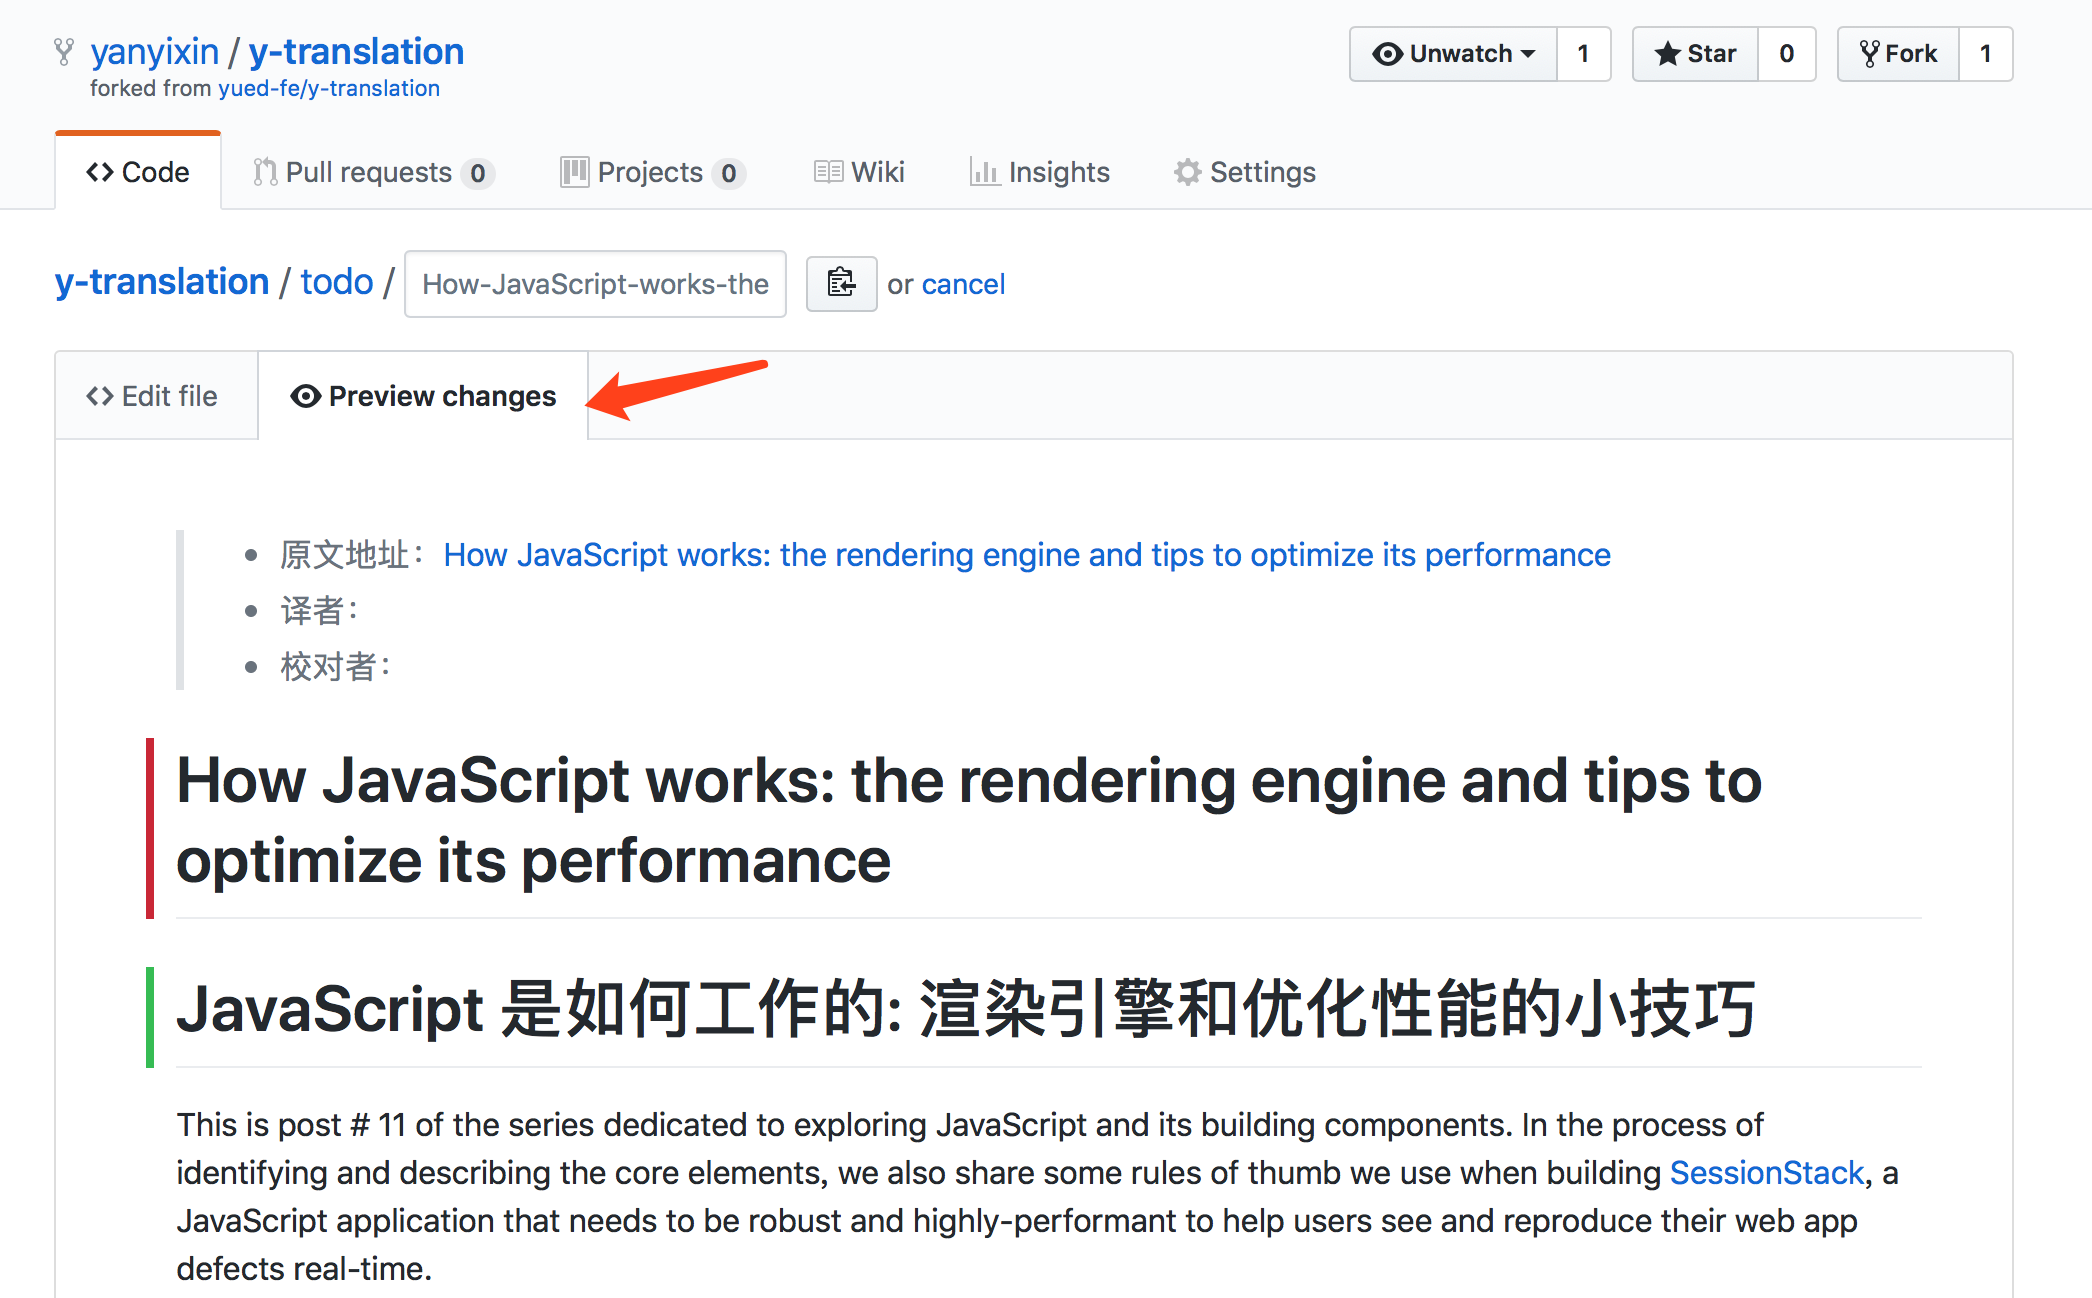 yanyixin / y-translation
forked from yued-fe/y-translation
Unwatch 1 Star 0 Fork 1
Code Pull requests 0 Projects 0 Wiki Insights Settings
y-translation / todo / How-JavaScript-works-the or cancel
Edit file Preview changes
原文地址：How JavaScript works: the rendering engine and tips to optimize its performance
译者：
校对者：
How JavaScript works: the rendering engine and tips to
optimize its performance
JavaScript 是如何工作的: 渲染引擎和优化性能的小技巧
This is post # 11 of the series dedicated to exploring JavaScript and its building components. In the process of
identifying and describing the core elements, we also share some rules of thumb we use when building SessionStack, a
JavaScript application that needs to be robust and highly-performant to help users see and reproduce their web app
defects real-time.